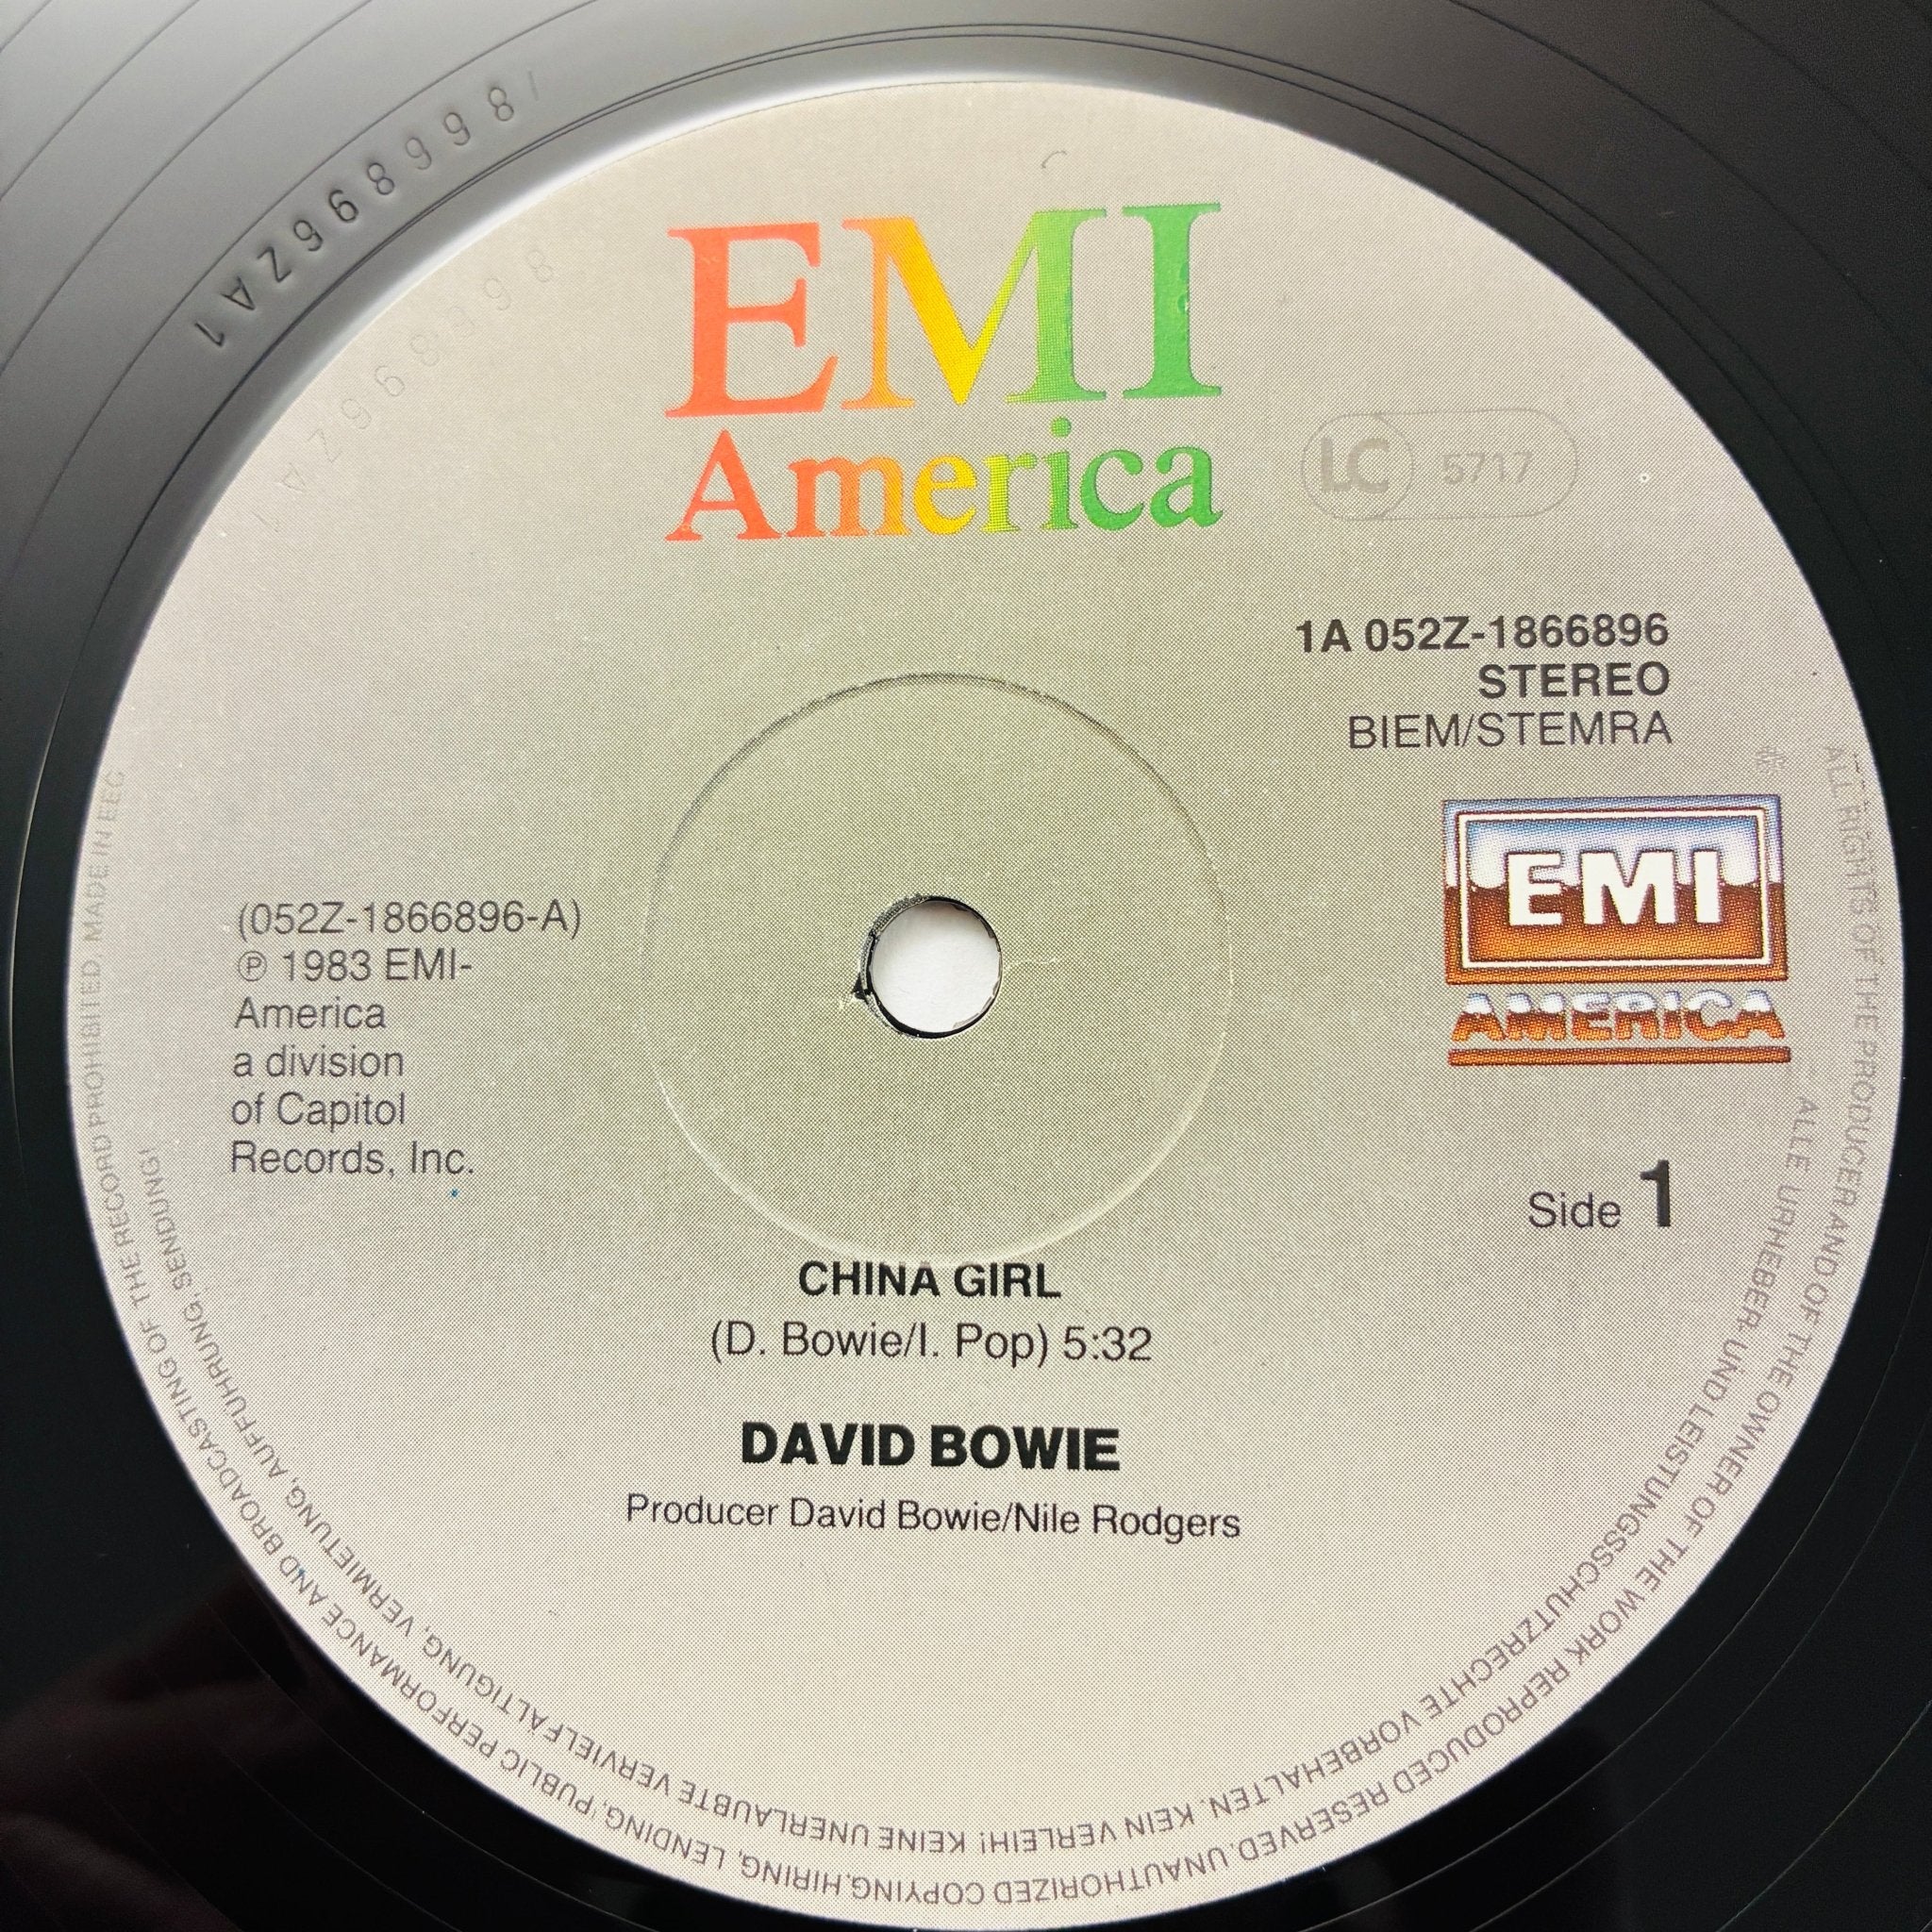 EMI
America
LC 5717
1A 052Z-1866896
STEREO
BIEM/STEMRA
EMI
AMERICA
(052Z-1866896-A)
℗ 1983 EMI-
America
a division
of Capitol
Records, Inc.
Side 1
CHINA GIRL
(D. Bowie/I. Pop) 5:32
DAVID BOWIE
Producer David Bowie/Nile Rodgers
ALL RIGHTS OF THE PRODUCER AND OF THE OWNER OF THE WORK REPRODUCED RESERVED. UNAUTHORIZED COPYING, HIRING, LENDING, PUBLIC PERFORMANCE AND BROADCASTING OF THE RECORD PROHIBITED. MADE IN EEC
ALLE URHEBER- UND LEISTUNGSSCHUTZRECHTE VORBEHALTEN. KEIN VERLEIH! KEINE UNERLAUBTE VERVIELFÄLTIGUNG, VERMIETUNG, AUFFÜHRUNG, SENDUNG!